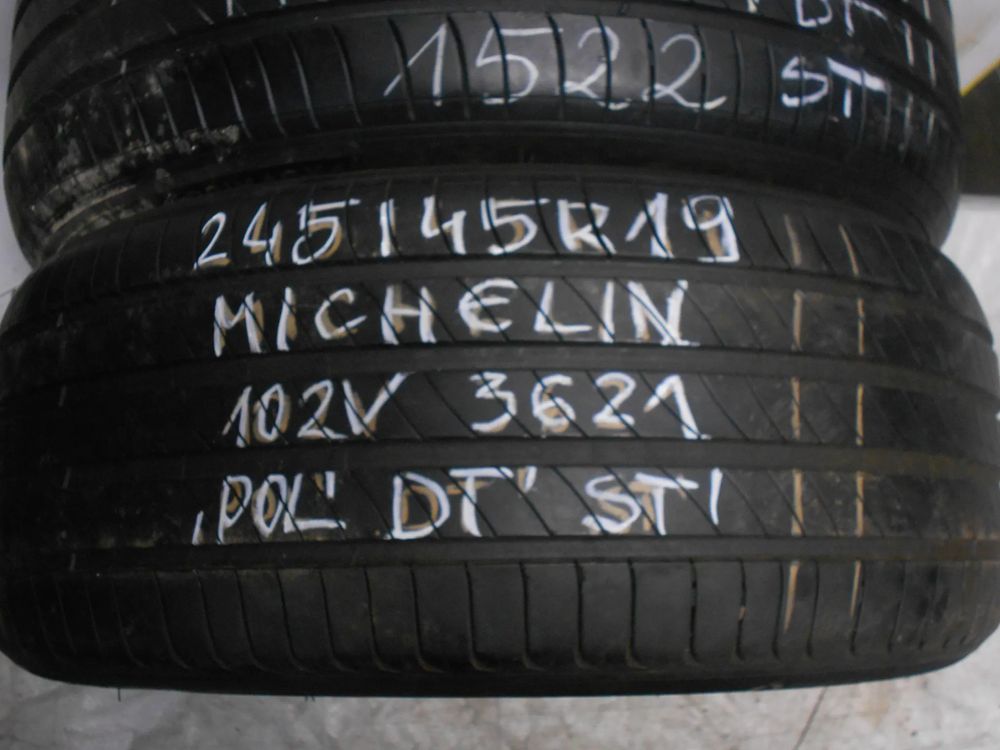 1522 ST
245/45R19
MICHELIN
102V 3621
"POL" DT" ST'